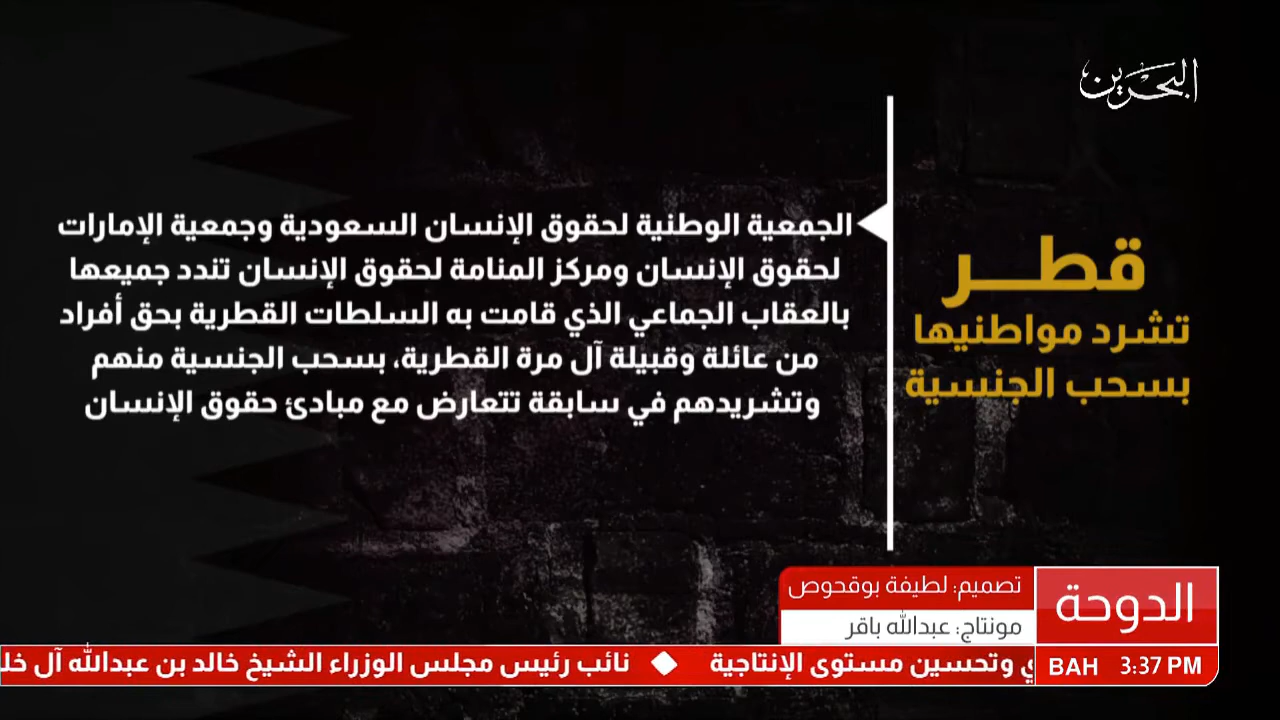 البحرين
قطر
تشرد مواطنيها
بسحب الجنسية
الجمعية الوطنية لحقوق الإنسان السعودية وجمعية الإمارات
لحقوق الإنسان ومركز المنامة لحقوق الإنسان تندد جميعها
بالعقاب الجماعي الذي قامت به السلطات القطرية بحق أفراد
من عائلة وقبيلة آل مرة القطرية، بسحب الجنسية منهم
وتشريدهم في سابقة تتعارض مع مبادئ حقوق الإنسان
الدوحة
تصميم: لطيفة بوقحوص
مونتاج: عبدالله باقر
BAH 3:37 PM
وتحسين مستوى الإنتاجية ◆ نائب رئيس مجلس الوزراء الشيخ خالد بن عبدالله آل